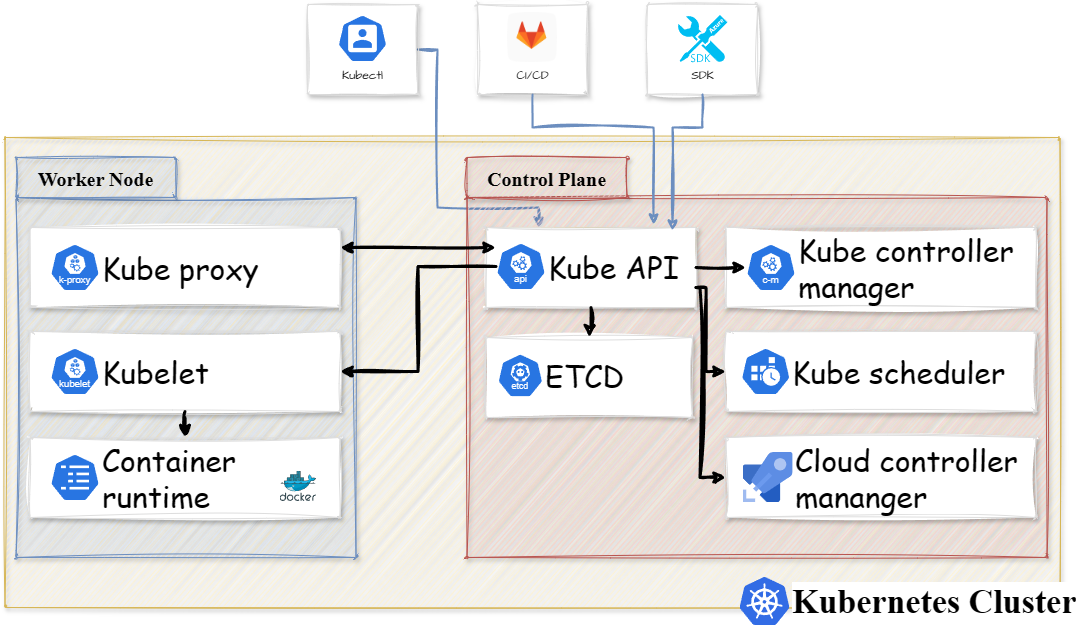 Kubectl
CI/CD
Azure
SDK
SDK
Worker Node
Control Plane
k-proxy
Kube proxy
api
Kube API
c-m
Kube controller
manager
kubelet
Kubelet
etcd
ETCD
Kube scheduler
Container
runtime
docker
Cloud controller
mananger
Kubernetes Cluster